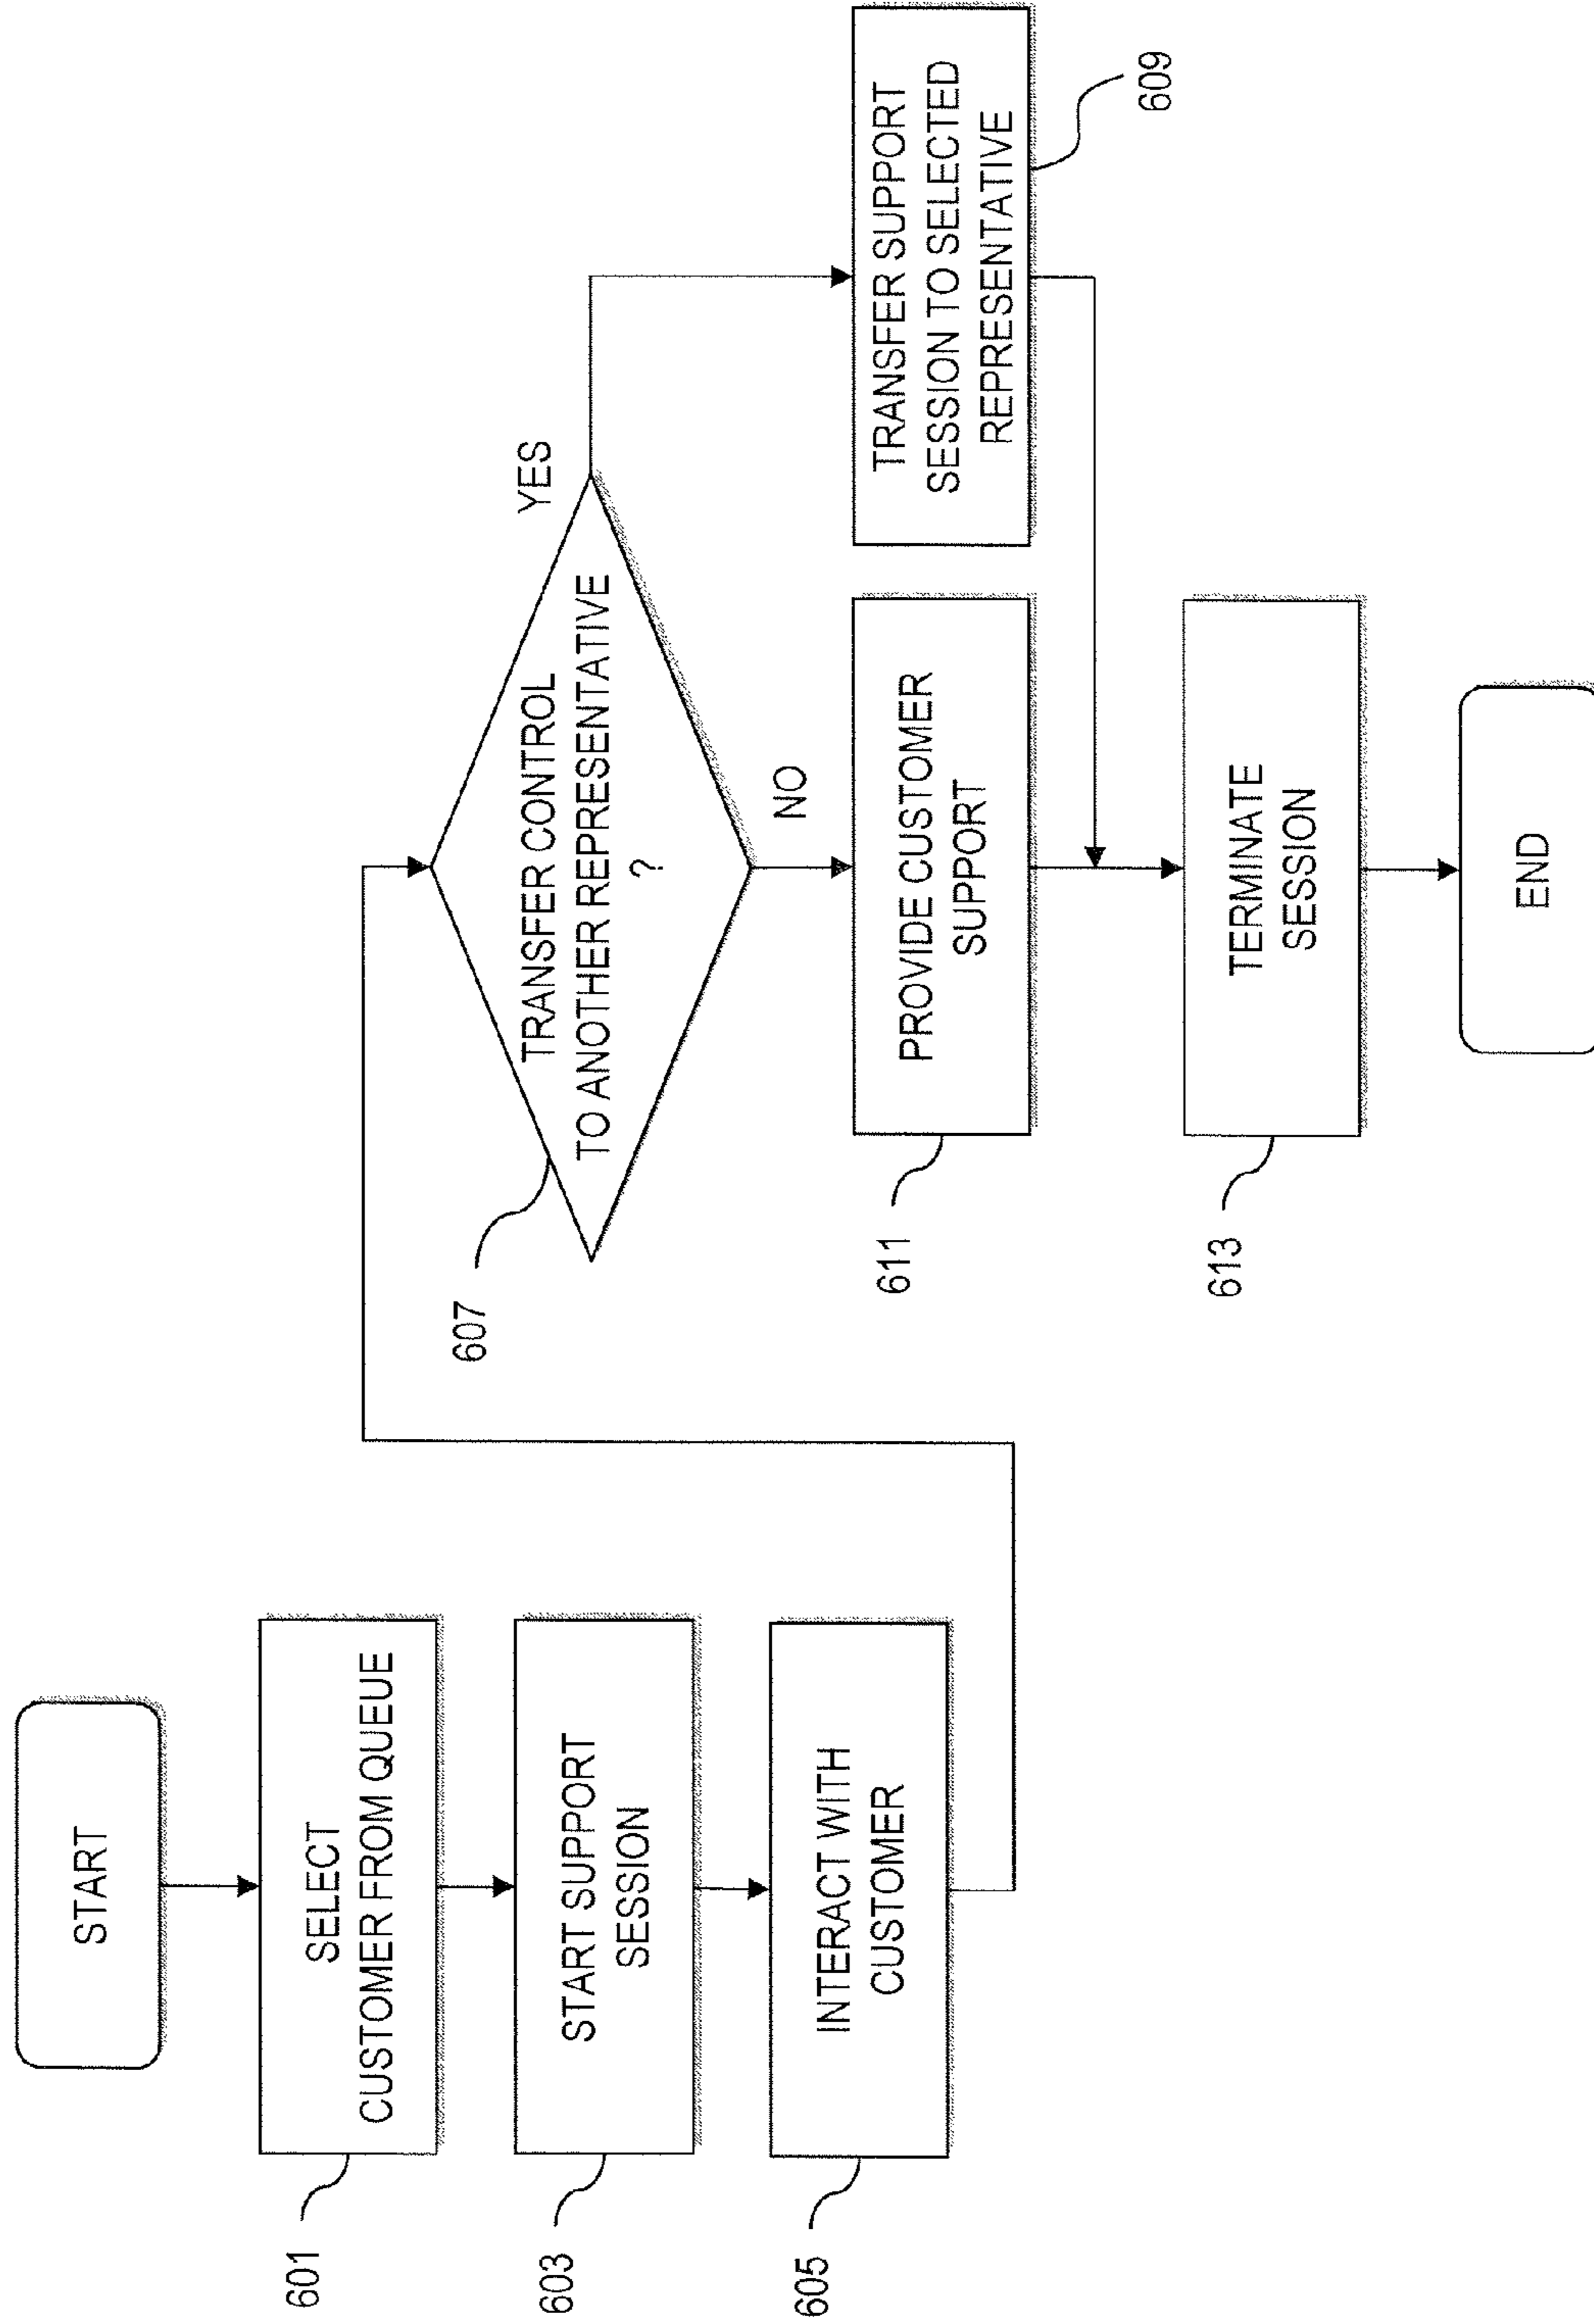 START
601
SELECT
CUSTOMER FROM QUEUE
603
START SUPPORT
SESSION
605
INTERACT WITH
CUSTOMER
607
TRANSFER CONTROL
TO ANOTHER REPRESENTATIVE
?
YES
NO
611
PROVIDE CUSTOMER
SUPPORT
TRANSFER SUPPORT
SESSION TO SELECTED
REPRESENTATIVE
609
613
TERMINATE
SESSION
END